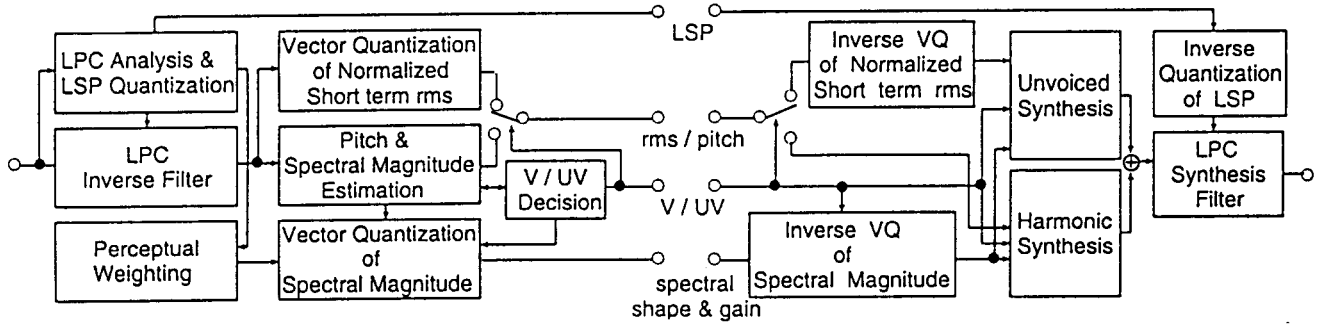 LPC Analysis &
LSP Quantization
LPC
Inverse Filter
Perceptual
Weighting
Vector Quantization
of Normalized
Short term rms
Pitch &
Spectral Magnitude
Estimation
V / UV
Decision
Vector Quantization
of
Spectral Magnitude
LSP
rms / pitch
V / UV
spectral
shape & gain
Inverse VQ
of Normalized
Short term rms
Inverse VQ
of
Spectral Magnitude
Unvoiced
Synthesis
Harmonic
Synthesis
Inverse
Quantization
of LSP
LPC
Synthesis
Filter